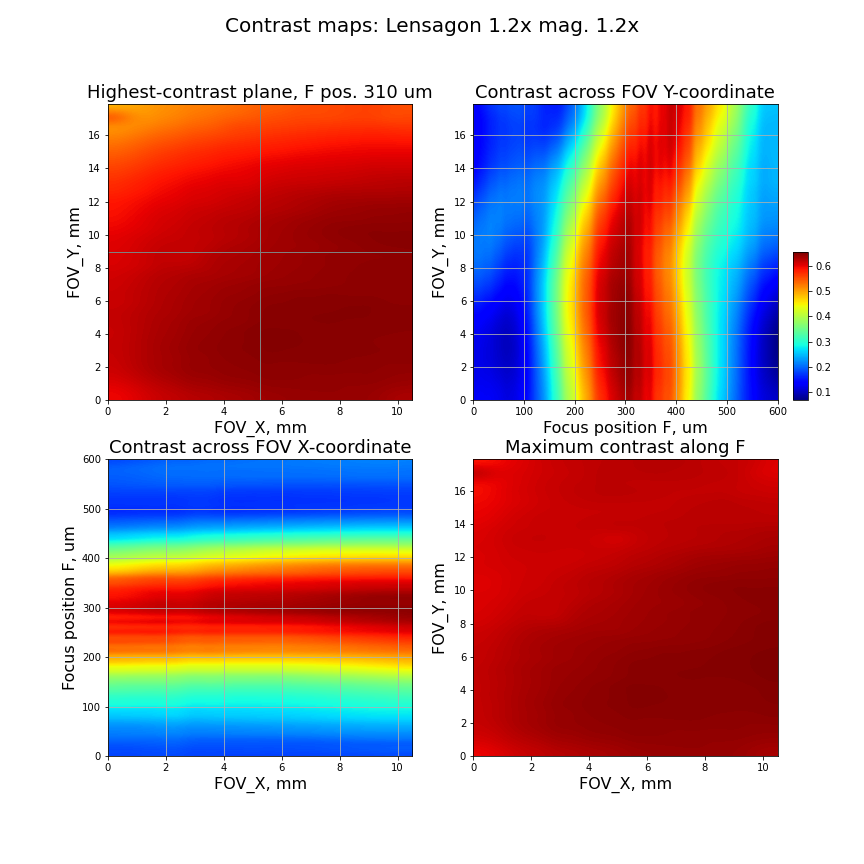 Contrast maps: Lensagon 1.2x mag. 1.2x
Highest-contrast plane, F pos. 310 um
FOV_Y, mm
16
14
12
10
8
6
4
2
0
0 2 4 6 8 10
FOV_X, mm
Contrast across FOV Y-coordinate
FOV_Y, mm
16
14
12
10
8
6
4
2
0
0 100 200 300 400 500 600
Focus position F, um
0.6
0.5
0.4
0.3
0.2
0.1
Contrast across FOV X-coordinate
Focus position F, um
600
500
400
300
200
100
0
0 2 4 6 8 10
FOV_X, mm
Maximum contrast along F
FOV_Y, mm
16
14
12
10
8
6
4
2
0
0 2 4 6 8 10
FOV_X, mm